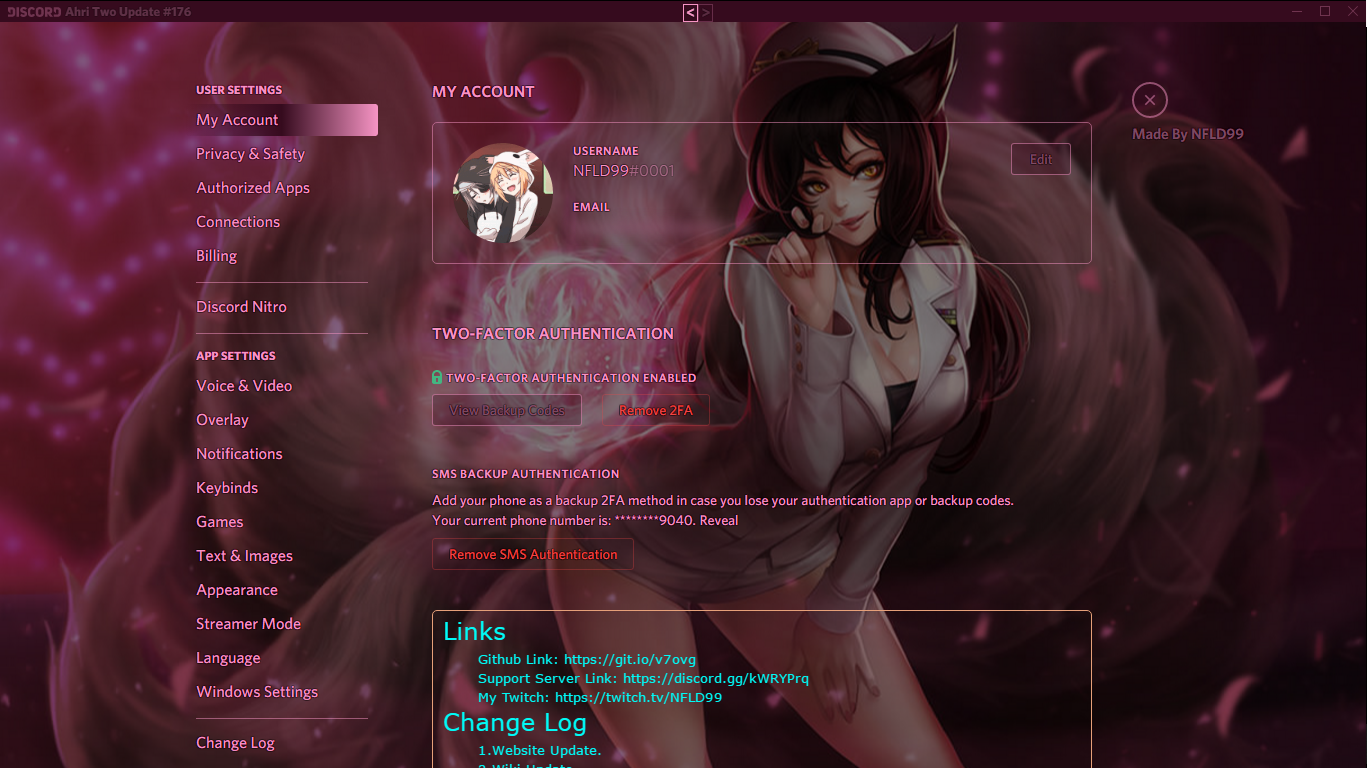 DISCORD Ahri Two Update #176
< >
USER SETTINGS
My Account
Privacy & Safety
Authorized Apps
Connections
Billing
Discord Nitro
APP SETTINGS
Voice & Video
Overlay
Notifications
Keybinds
Games
Text & Images
Appearance
Streamer Mode
Language
Windows Settings
Change Log
MY ACCOUNT
USERNAME
NFLD99#0001
EMAIL
Edit
TWO-FACTOR AUTHENTICATION
TWO-FACTOR AUTHENTICATION ENABLED
View Backup Codes
Remove 2FA
SMS BACKUP AUTHENTICATION
Add your phone as a backup 2FA method in case you lose your authentication app or backup codes.
Your current phone number is: ********9040. Reveal
Remove SMS Authentication
Links
Github Link: https://git.io/v7ovg
Support Server Link: https://discord.gg/kWRYPrq
My Twitch: https://twitch.tv/NFLD99
Change Log
1.Website Update.
2.Wiki Update.
Made By NFLD99